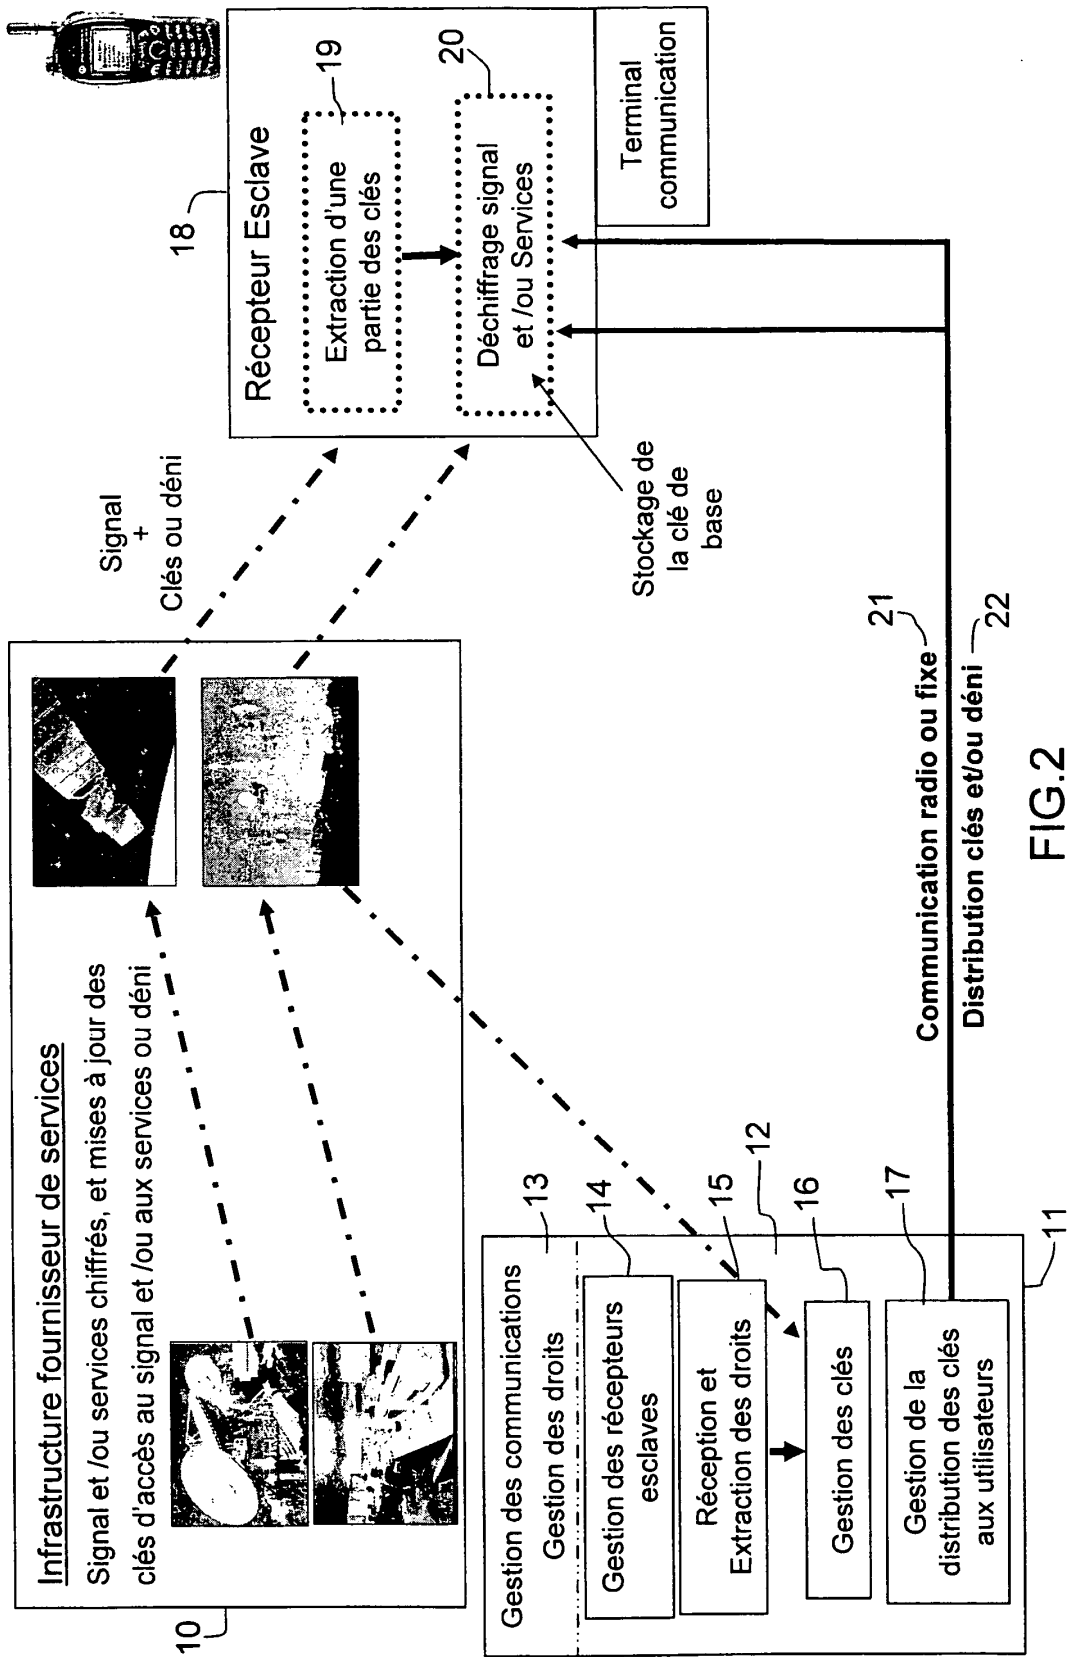 Infrastructure fournisseur de services
Signal et /ou services chiffrés, et mises à jour des
clés d'accès au signal et /ou aux services ou déni
10
Signal
+
Clés ou déni
18
Récepteur Esclave
Extraction d'une
partie des clés
19
Déchiffrage signal
et /ou Services
20
Terminal
communication
Stockage de
la clé de
base
Gestion des communications
Gestion des droits
13
Gestion des récepteurs
esclaves
14
Réception et
Extraction des droits
15
12
Gestion des clés
16
Gestion de la
distribution des clés
aux utilisateurs
17
11
Communication radio ou fixe
21
Distribution clés et/ou déni
22
FIG.2